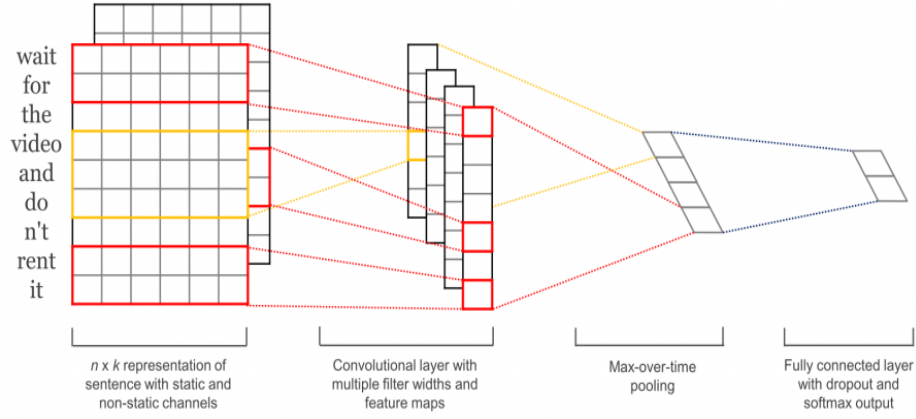 wait
for
the
video
and
do
n't
rent
it
n x k representation of
sentence with static and
non-static channels
Convolutional layer with
multiple filter widths and
feature maps
Max-over-time
pooling
Fully connected layer
with dropout and
softmax output